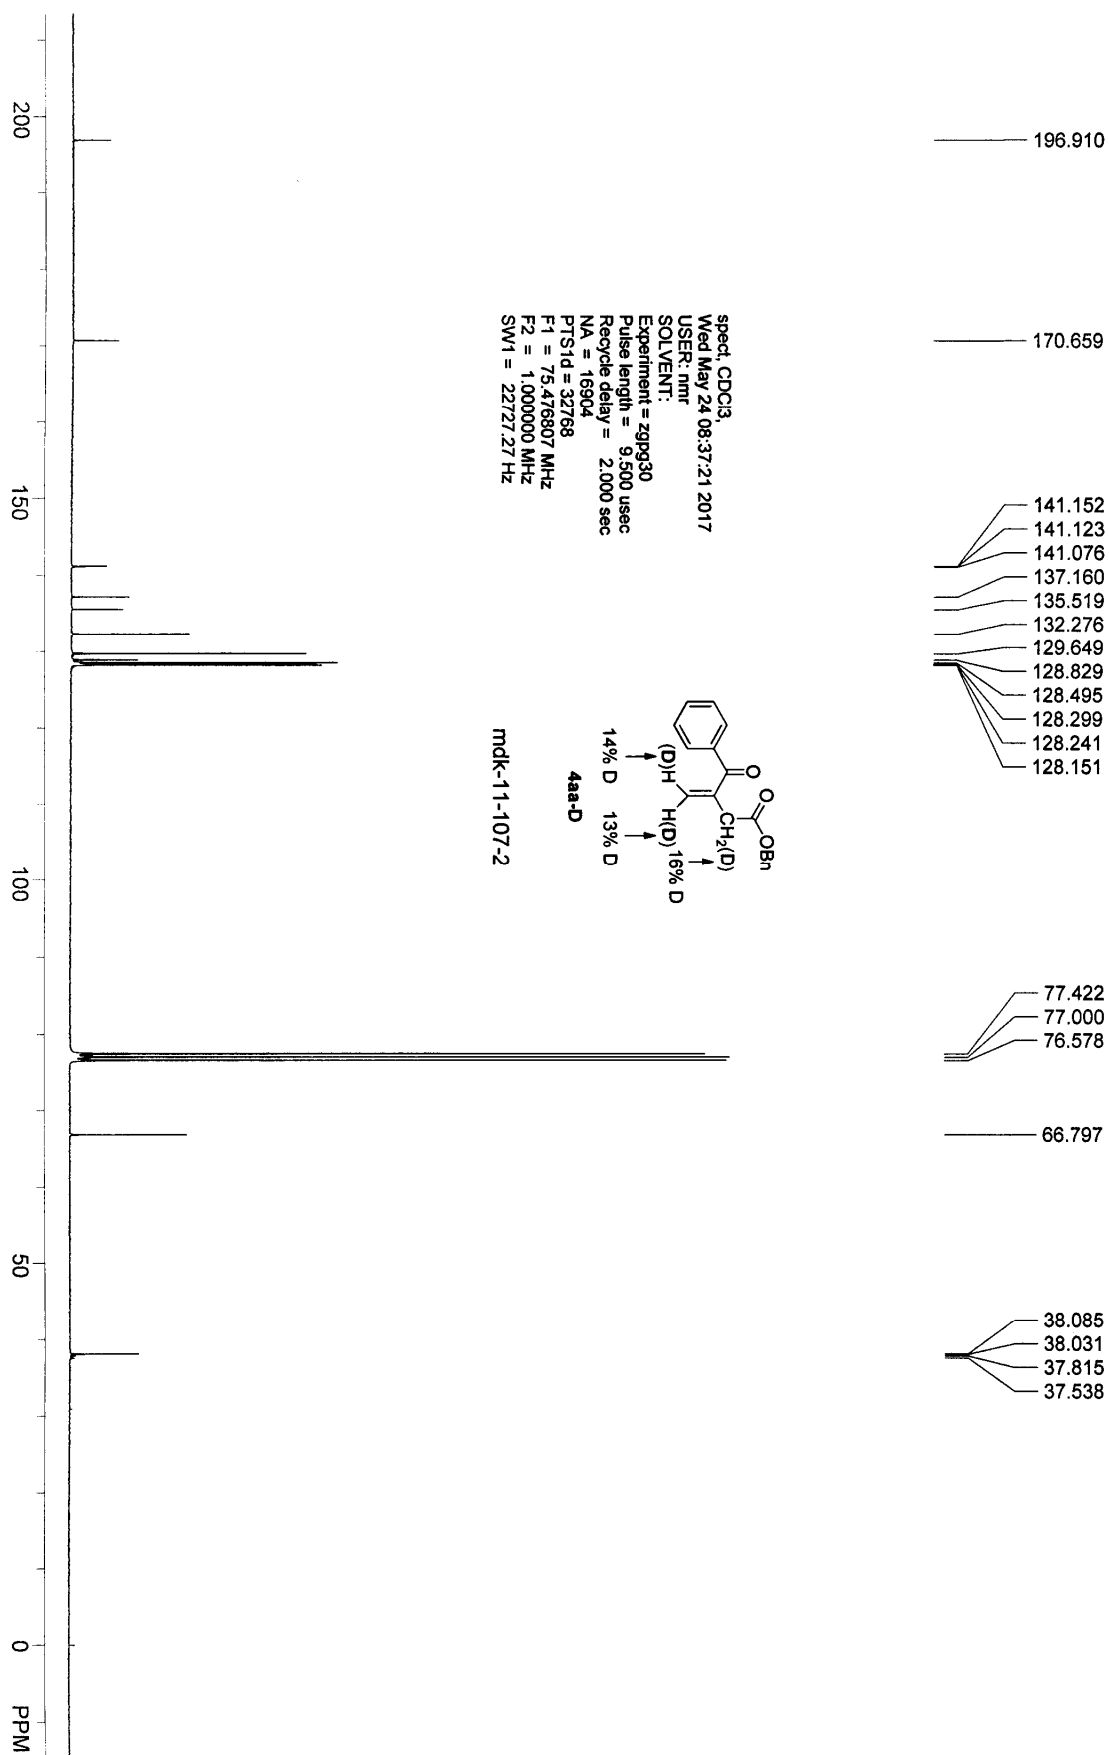 196.910
170.659
141.152
141.123
141.076
137.160
135.519
132.276
129.649
128.829
128.495
128.299
128.241
128.151
77.422
77.000
76.578
66.797
38.085
38.031
37.815
37.538
spect, CDCl3,
Wed May 24 08:37:21 2017
USER: nmr
SOLVENT:
Experiment = zgpg30
Pulse length = 9.500 usec
Recycle delay = 2.000 sec
NA = 16904
PTS1d = 32768
F1 = 75.476807 MHz
F2 = 1.000000 MHz
SW1 = 22727.27 Hz
O
O
OBn
CH2(D)
(D)H
H(D)
16% D
14% D
13% D
4aa-D
mdk-11-107-2
200
150
100
50
0
PPM